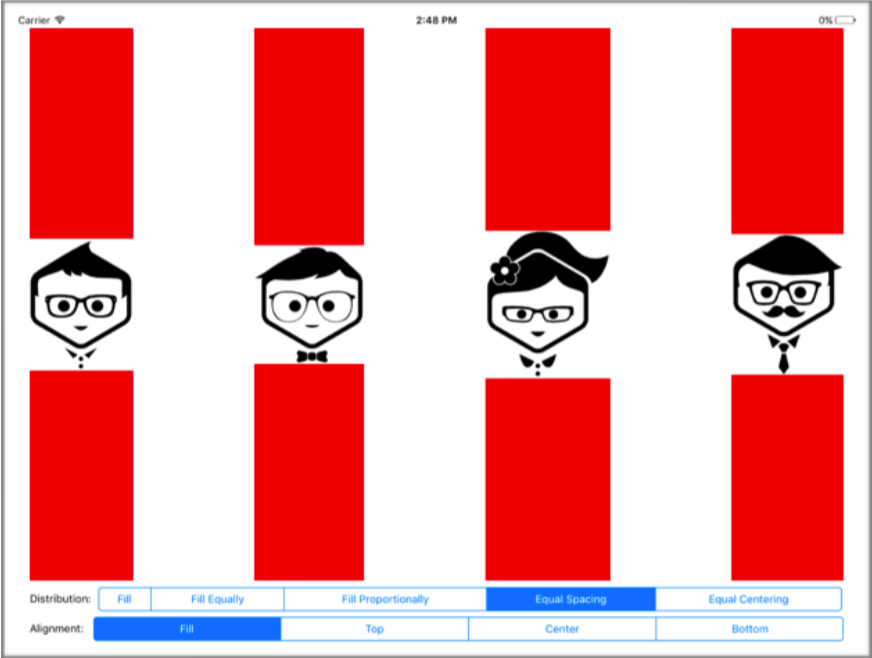 Carrier 2:48 PM 0%
Distribution: Fill Fill Equally Fill Proportionally Equal Spacing Equal Centering
Alignment: Fill Top Center Bottom